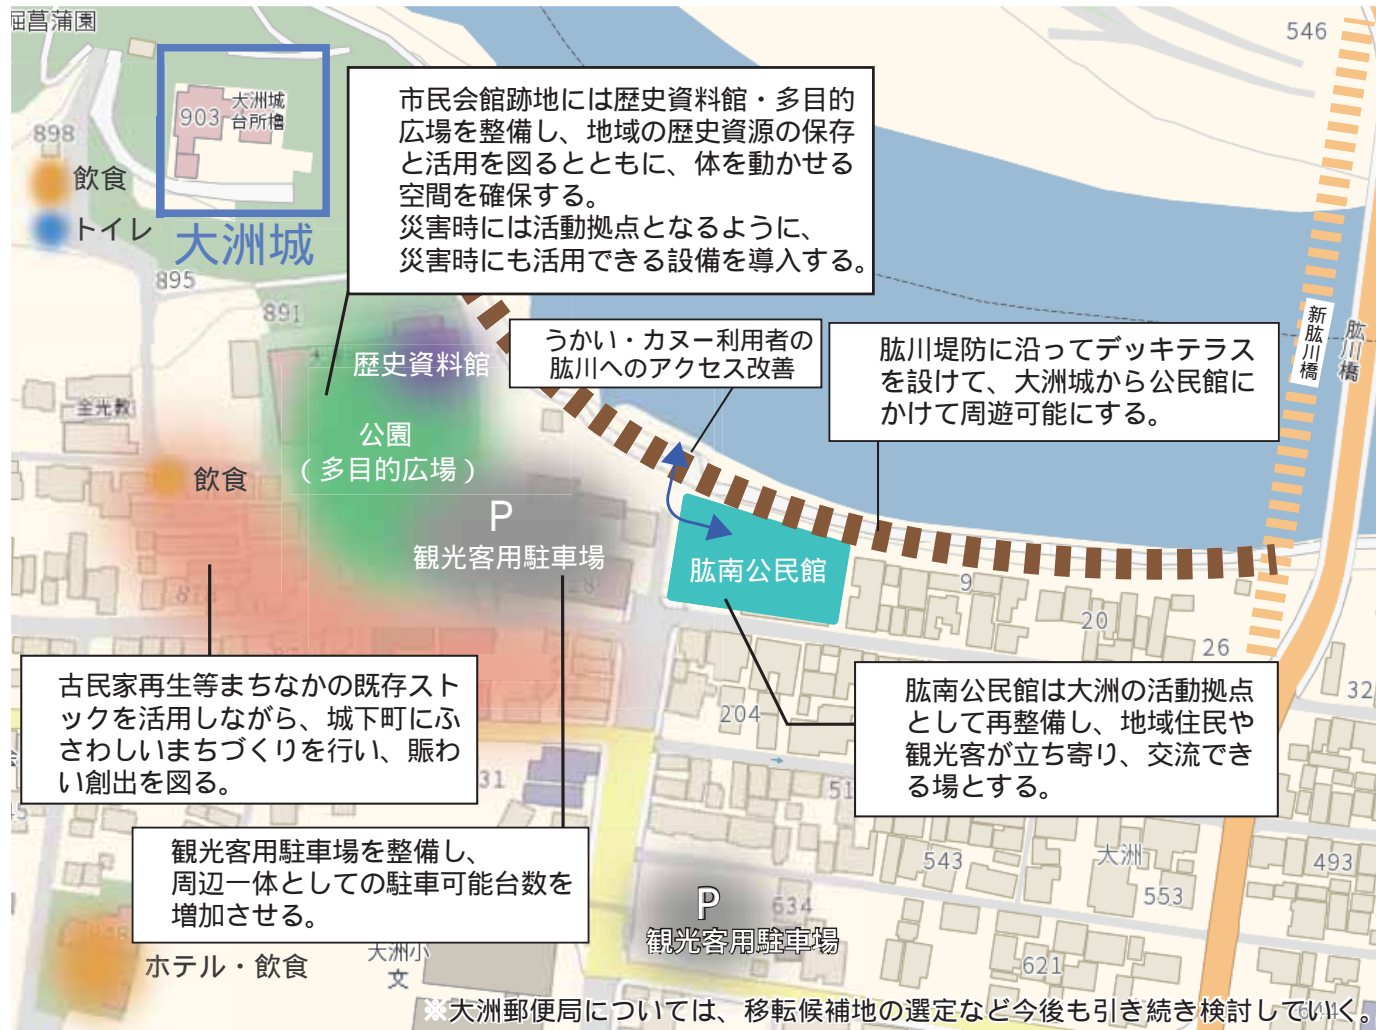 堀菖蒲園
546
903
大洲城
台所櫓
898
飲食
トイレ
大洲城
895
891
市民会館跡地には歴史資料館・多目的
広場を整備し、地域の歴史資源の保存
と活用を図るとともに、体を動かせる
空間を確保する。
災害時には活動拠点となるように、
災害時にも活用できる設備を導入する。
うかい・カヌー利用者の
肱川へのアクセス改善
肱川堤防に沿ってデッキテラス
を設けて、大洲城から公民館に
かけて周遊可能にする。
新肱川橋
肱川橋
歴史資料館
金光教
公園
(多目的広場)
飲食
P
観光客用駐車場
肱南公民館
9
20
26
32
204
古民家再生等まちなかの既存スト
ックを活用しながら、城下町にふ
さわしいまちづくりを行い、賑わ
い創出を図る。
肱南公民館は大洲の活動拠点
として再整備し、地域住民や
観光客が立ち寄り、交流でき
る場とする。
31
51
観光客用駐車場を整備し、
周辺一体としての駐車可能台数を
増加させる。
543
大洲
493
553
P
634
観光客用駐車場
ホテル・飲食
大洲小
文
621
※大洲郵便局については、移転候補地の選定など今後も引き続き検討していく。